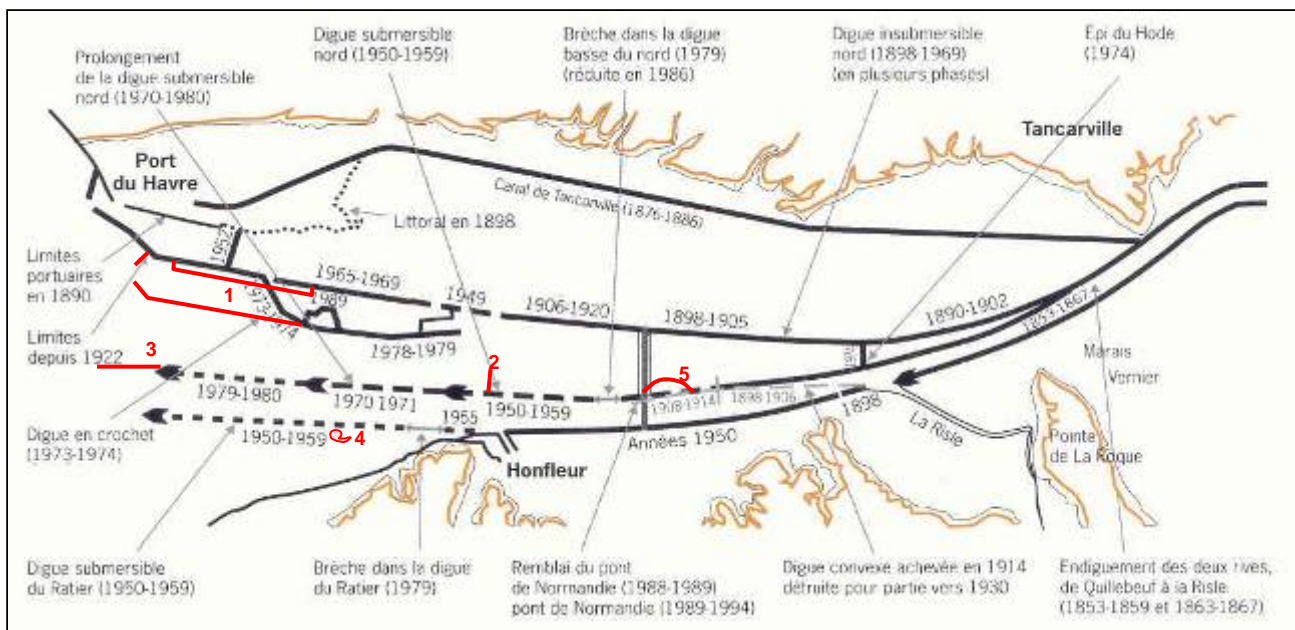 Prolongement
de la digue submersible
nord (1970-1980)
Digue submersible
nord (1950-1959)
Brèche dans la digue
basse du nord (1979)
(réduite en 1986)
Digue insubmersible
nord (1898-1969)
(en plusieurs phases)
Epi du Hode
(1974)
Tancarville
Port
du Havre
Canal de Tancarville (1876-1886)
Littoral en 1898
1952
Limites
portuaires
en 1890
1965-1969
1
1989
1973-1974
1949
1906-1920
1898-1905
1890-1902
1853-1867
Limites
depuis 1922
3
1978-1979
2
5
Marais
Vernier
1979-1980
1970-1971
1950-1959
1908-1914
1898-1906
1898
Digue en crochet
(1973-1974)
1950-1959
4
1955
Années 1950
La Risle
Pointe
de La Roque
Honfleur
Digue submersible
du Ratier (1950-1959)
Brèche dans la digue
du Ratier (1979)
Remblai du pont
de Normandie (1988-1989)
pont de Normandie (1989-1994)
Digue convexe achevée en 1914
détruite pour partie vers 1930
Endiguement des deux rives,
de Quillebeuf à la Risle
(1853-1859 et 1863-1867)